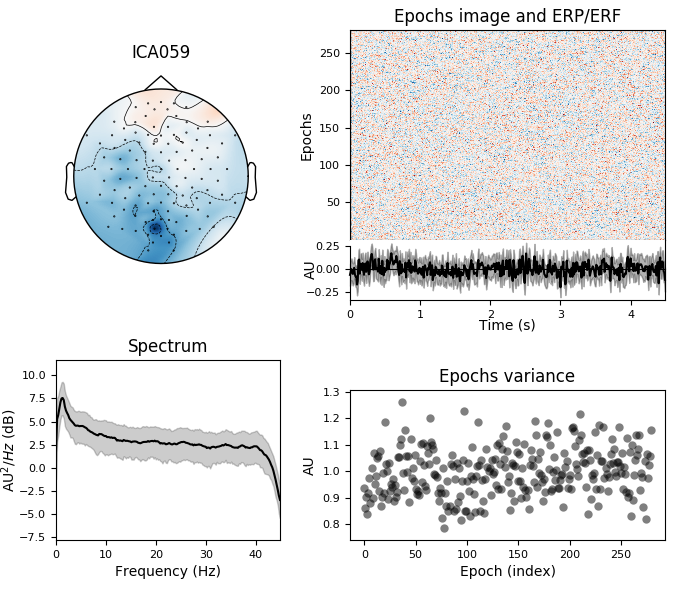 ICA059
Epochs image and ERP/ERF
Epochs
250
200
150
100
50
AU
0.25
0.00
−0.25
0 1 2 3 4
Time (s)
Spectrum
AU²/Hz (dB)
10.0
7.5
5.0
2.5
0.0
−2.5
−5.0
−7.5
0 10 20 30 40
Frequency (Hz)
Epochs variance
AU
1.3
1.2
1.1
1.0
0.9
0.8
0 50 100 150 200 250
Epoch (index)